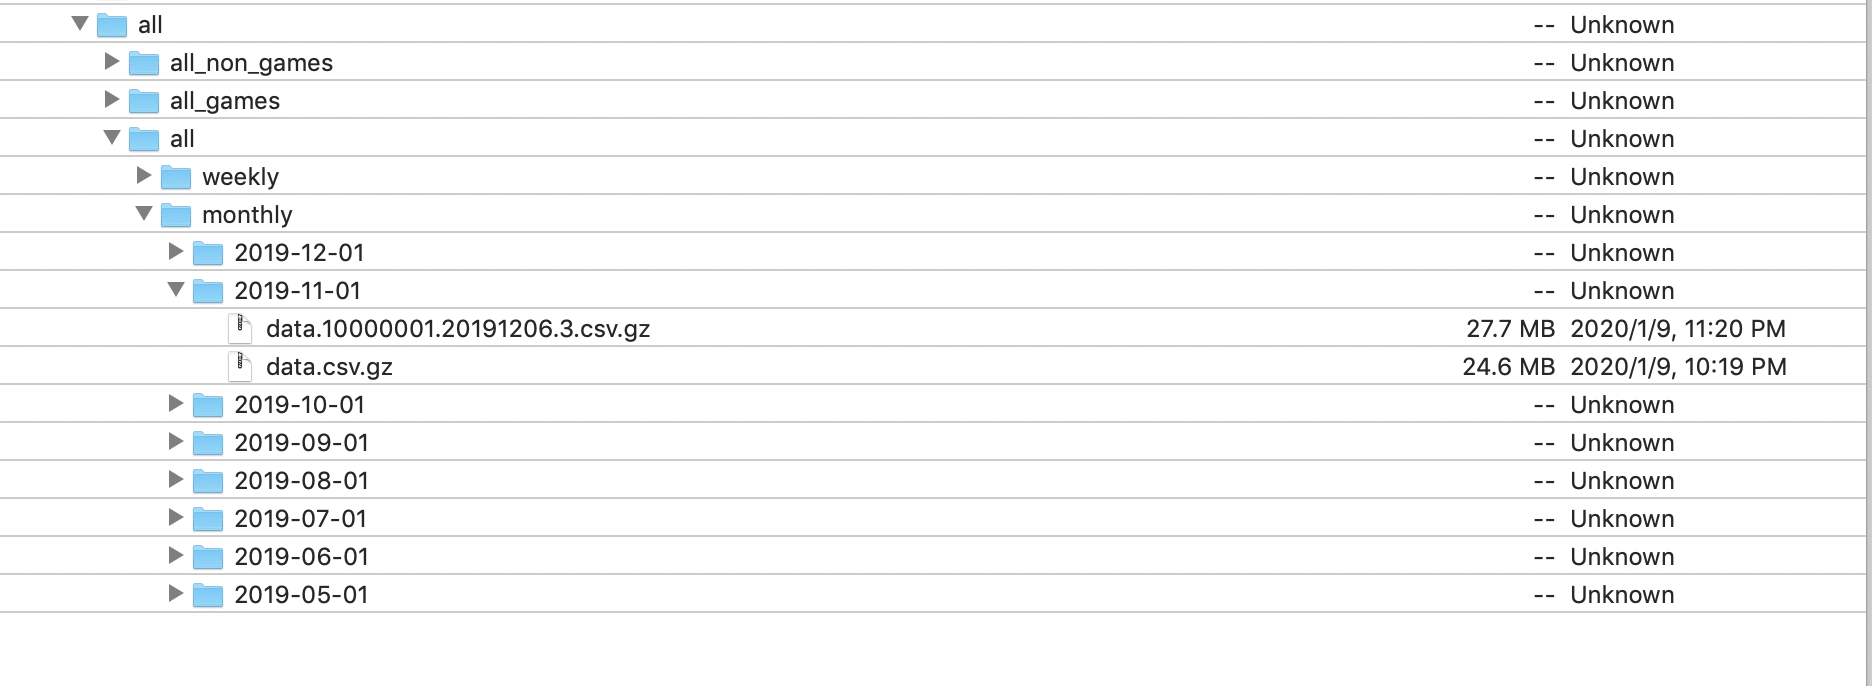 all -- Unknown
all_non_games -- Unknown
all_games -- Unknown
all -- Unknown
weekly -- Unknown
monthly -- Unknown
2019-12-01 -- Unknown
2019-11-01 -- Unknown
data.10000001.20191206.3.csv.gz 27.7 MB 2020/1/9, 11:20 PM
data.csv.gz 24.6 MB 2020/1/9, 10:19 PM
2019-10-01 -- Unknown
2019-09-01 -- Unknown
2019-08-01 -- Unknown
2019-07-01 -- Unknown
2019-06-01 -- Unknown
2019-05-01 -- Unknown